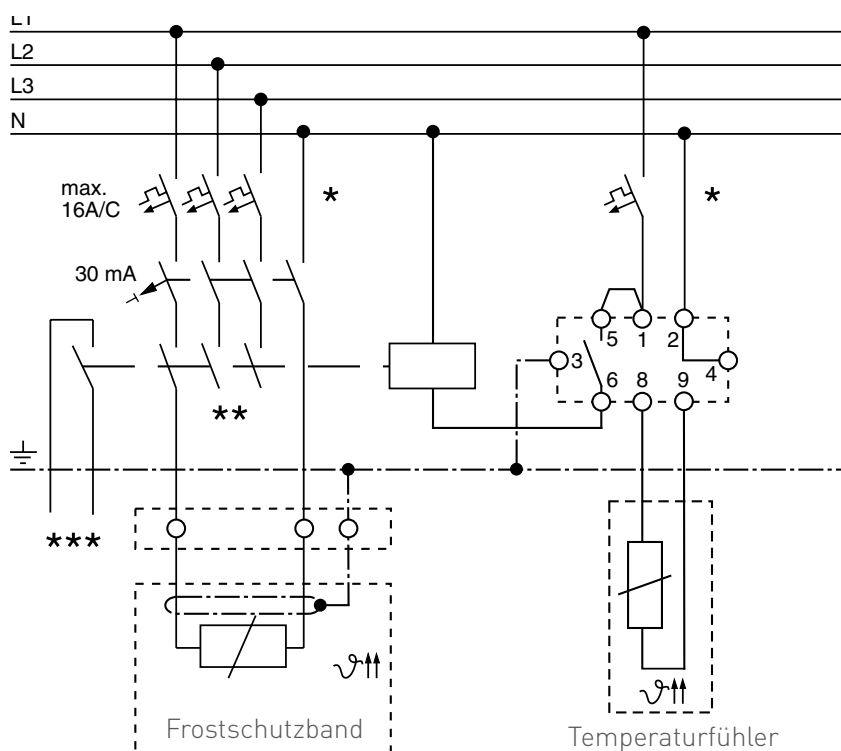 L1
L2
L3
N
max.
16A/C
*
*
30 mA
5
1
2
3
4
6
8
9
**
***
ϑ
ϑ
Frostschutzband
Temperaturfühler